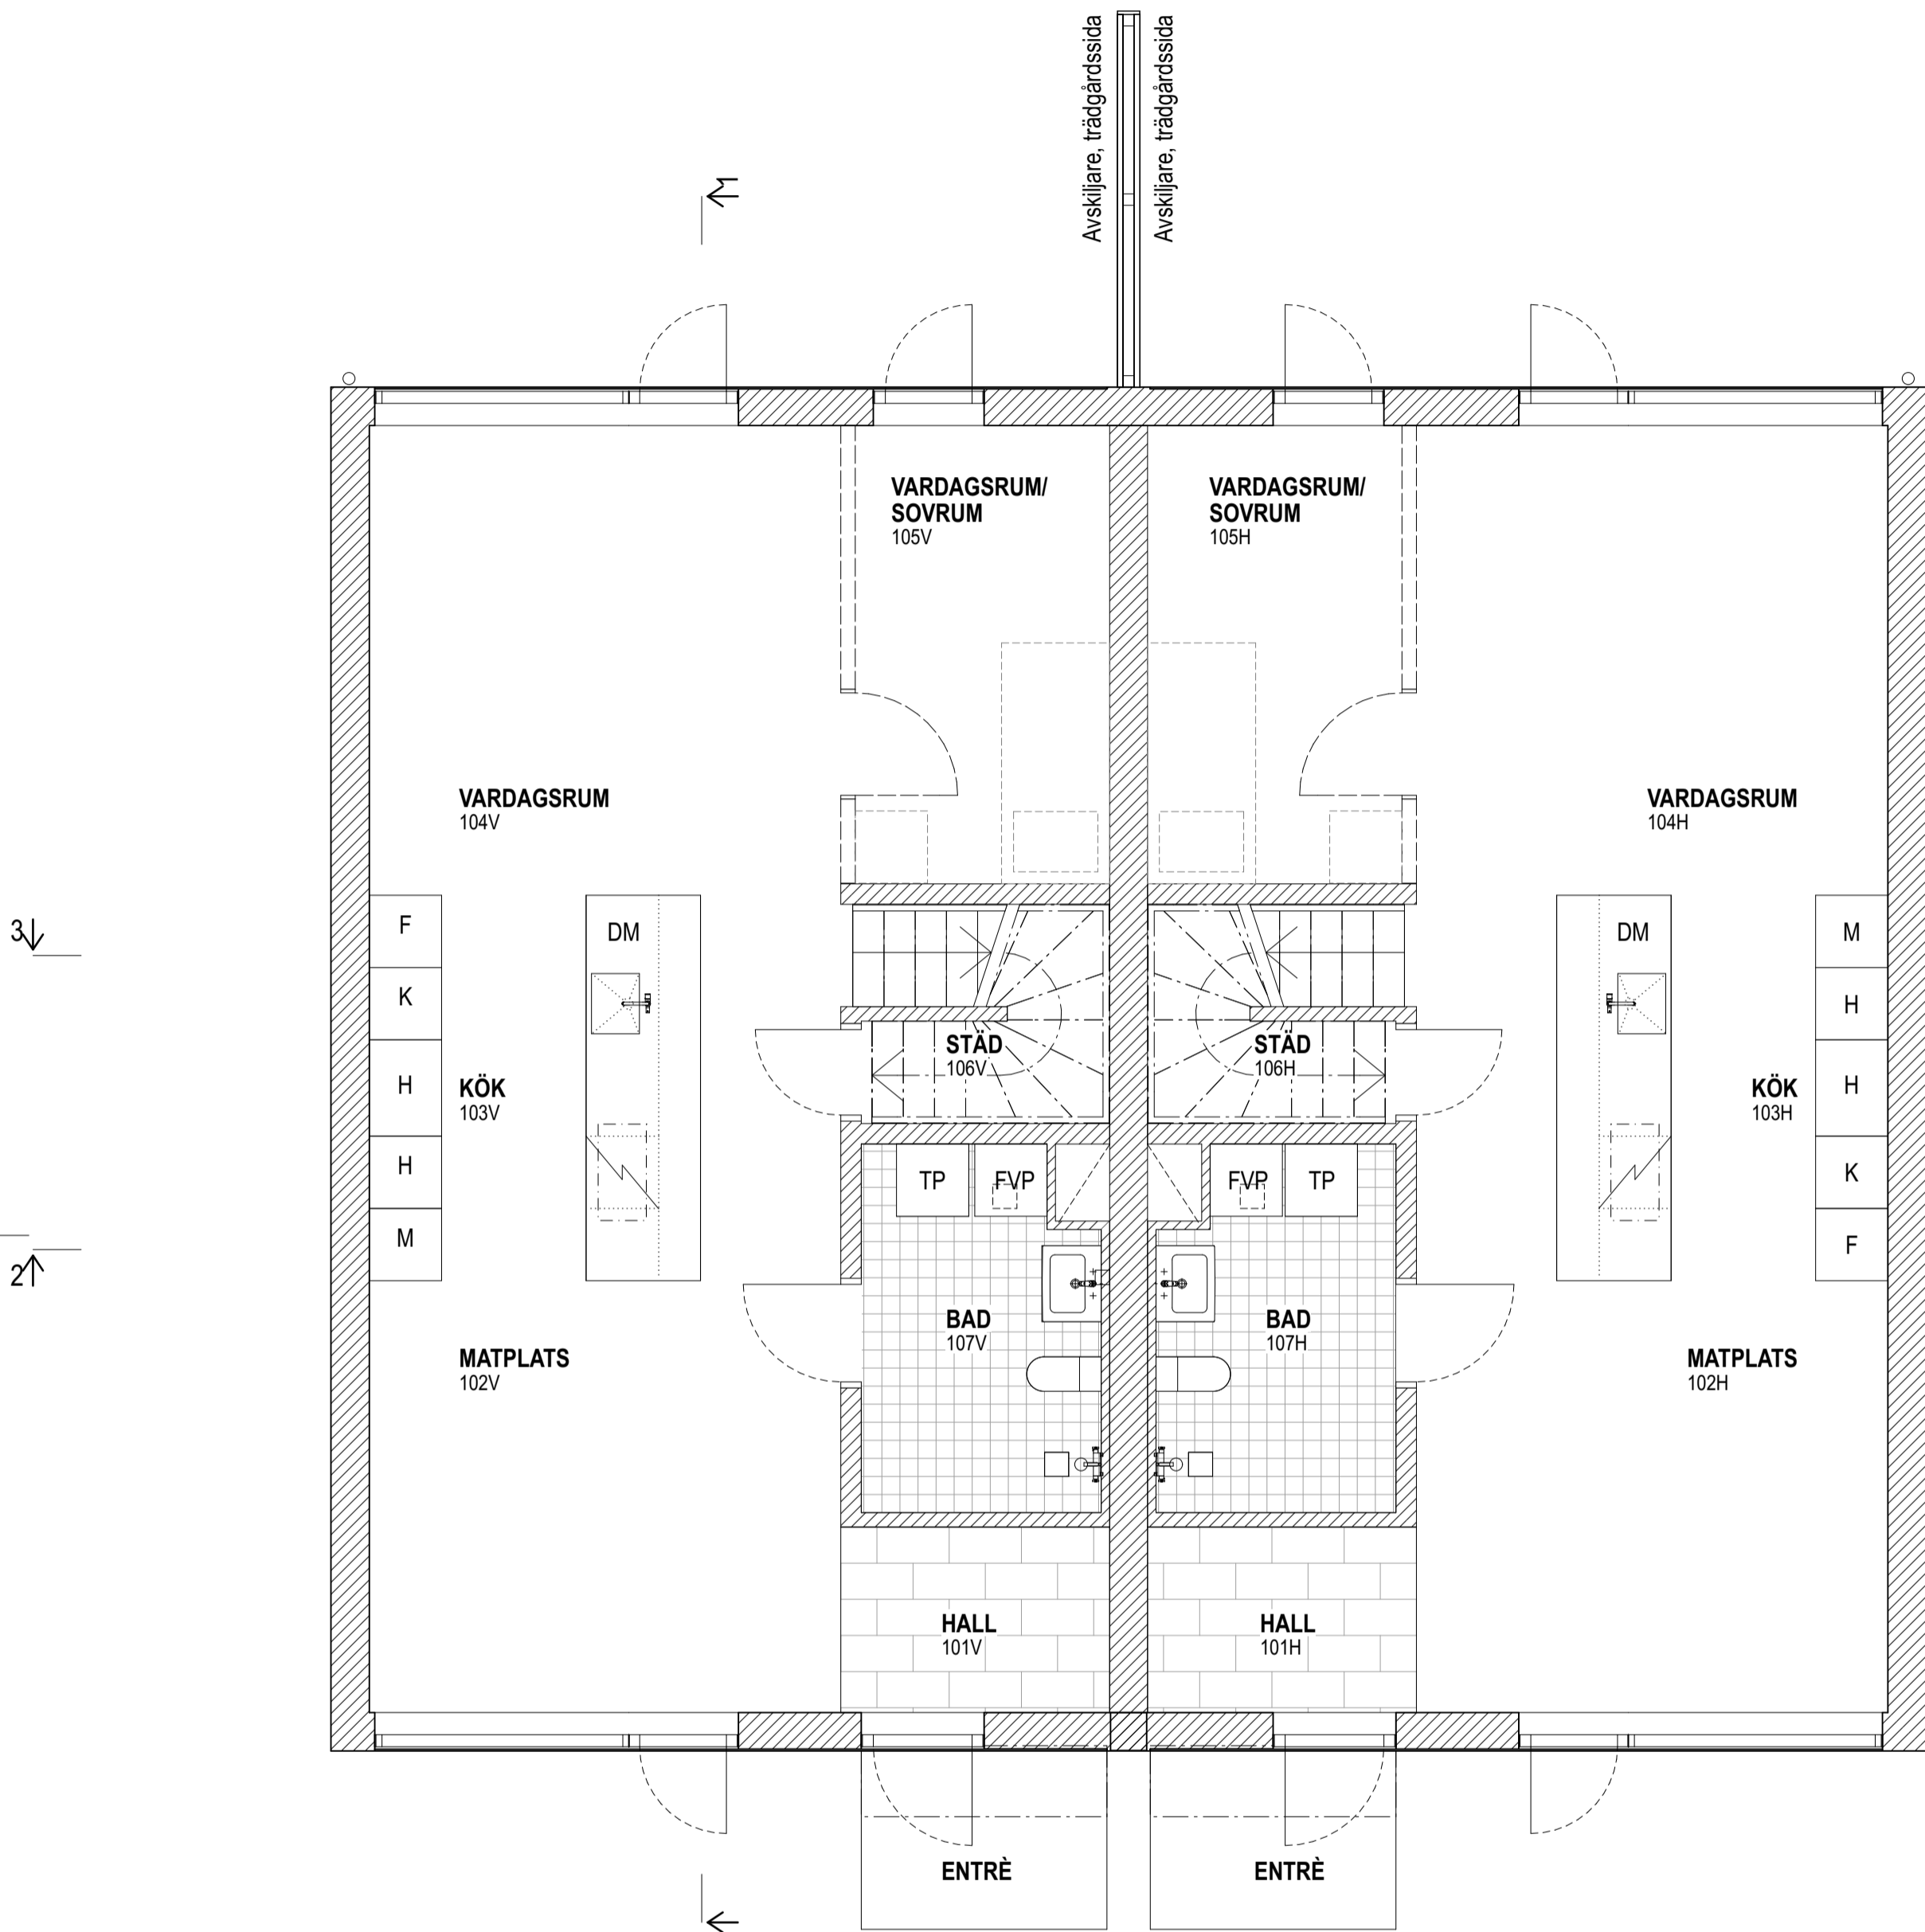 Avskiljare, trädgårdssida
Avskiljare, trädgårdssida
1
VARDAGSRUM/
SOVRUM
105V
VARDAGSRUM/
SOVRUM
105H
VARDAGSRUM
104V
VARDAGSRUM
104H
3
F
DM
DM
M
K
H
STÄD
106V
STÄD
106H
H
KÖK
103V
KÖK
103H
H
H
TP
FVP
FVP
TP
K
M
F
2
BAD
107V
BAD
107H
MATPLATS
102V
MATPLATS
102H
HALL
101V
HALL
101H
ENTRÈ
ENTRÈ